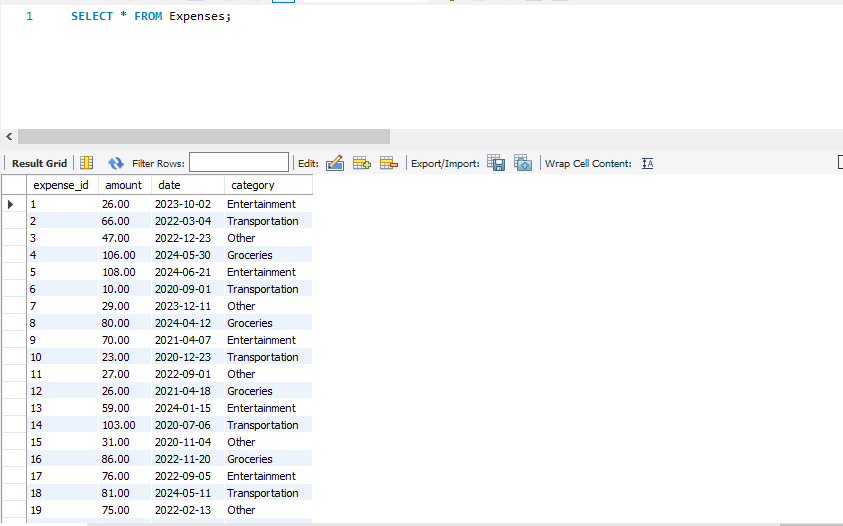 1 SELECT * FROM Expenses;
Result Grid Filter Rows: Edit: Export/Import: Wrap Cell Content:
expense_id amount date category
1 26.00 2023-10-02 Entertainment
2 66.00 2022-03-04 Transportation
3 47.00 2022-12-23 Other
4 106.00 2024-05-30 Groceries
5 108.00 2024-06-21 Entertainment
6 10.00 2020-09-01 Transportation
7 29.00 2023-12-11 Other
8 80.00 2024-04-12 Groceries
9 70.00 2021-04-07 Entertainment
10 23.00 2020-12-23 Transportation
11 27.00 2022-09-01 Other
12 26.00 2021-04-18 Groceries
13 59.00 2024-01-15 Entertainment
14 103.00 2020-07-06 Transportation
15 31.00 2020-11-04 Other
16 86.00 2022-11-20 Groceries
17 76.00 2022-09-05 Entertainment
18 81.00 2024-05-11 Transportation
19 75.00 2022-02-13 Other